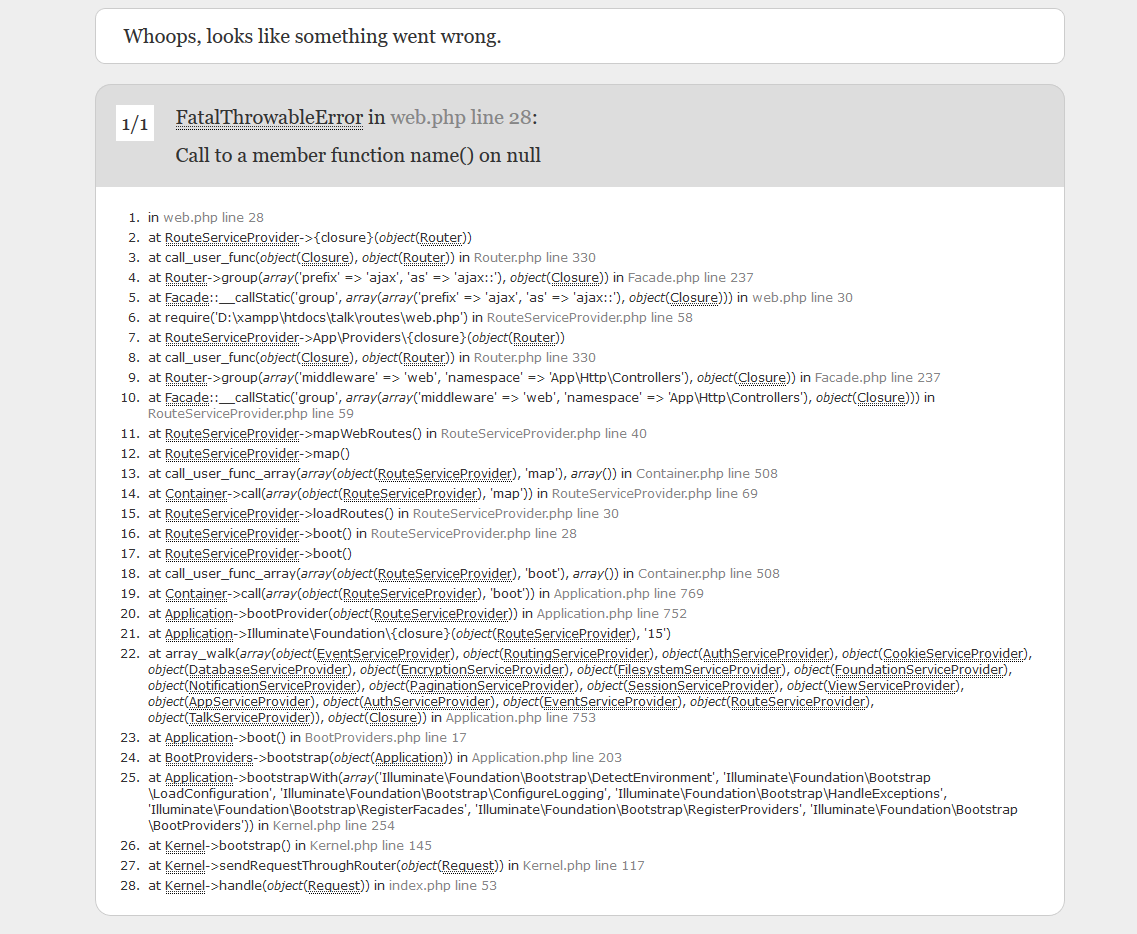 Whoops, looks like something went wrong.
1/1
FatalThrowableError in web.php line 28:
Call to a member function name() on null
1. in web.php line 28
2. at RouteServiceProvider->{closure}(object(Router))
3. at call_user_func(object(Closure), object(Router)) in Router.php line 330
4. at Router->group(array('prefix' => 'ajax', 'as' => 'ajax::'), object(Closure)) in Facade.php line 237
5. at Facade::__callStatic('group', array(array('prefix' => 'ajax', 'as' => 'ajax::'), object(Closure))) in web.php line 30
6. at require('D:\xampp\htdocs\talk\routes\web.php') in RouteServiceProvider.php line 58
7. at RouteServiceProvider->App\Providers\{closure}(object(Router))
8. at call_user_func(object(Closure), object(Router)) in Router.php line 330
9. at Router->group(array('middleware' => 'web', 'namespace' => 'App\Http\Controllers'), object(Closure)) in Facade.php line 237
10. at Facade::__callStatic('group', array(array('middleware' => 'web', 'namespace' => 'App\Http\Controllers'), object(Closure))) in
RouteServiceProvider.php line 59
11. at RouteServiceProvider->mapWebRoutes() in RouteServiceProvider.php line 40
12. at RouteServiceProvider->map()
13. at call_user_func_array(array(object(RouteServiceProvider), 'map'), array()) in Container.php line 508
14. at Container->call(array(object(RouteServiceProvider), 'map')) in RouteServiceProvider.php line 69
15. at RouteServiceProvider->loadRoutes() in RouteServiceProvider.php line 30
16. at RouteServiceProvider->boot() in RouteServiceProvider.php line 28
17. at RouteServiceProvider->boot()
18. at call_user_func_array(array(object(RouteServiceProvider), 'boot'), array()) in Container.php line 508
19. at Container->call(array(object(RouteServiceProvider), 'boot')) in Application.php line 769
20. at Application->bootProvider(object(RouteServiceProvider)) in Application.php line 752
21. at Application->Illuminate\Foundation\{closure}(object(RouteServiceProvider), '15')
22. at array_walk(array(object(EventServiceProvider), object(RoutingServiceProvider), object(AuthServiceProvider), object(CookieServiceProvider),
object(DatabaseServiceProvider), object(EncryptionServiceProvider), object(FilesystemServiceProvider), object(FoundationServiceProvider),
object(NotificationServiceProvider), object(PaginationServiceProvider), object(SessionServiceProvider), object(ViewServiceProvider),
object(AppServiceProvider), object(AuthServiceProvider), object(EventServiceProvider), object(RouteServiceProvider),
object(TalkServiceProvider)), object(Closure)) in Application.php line 753
23. at Application->boot() in BootProviders.php line 17
24. at BootProviders->bootstrap(object(Application)) in Application.php line 203
25. at Application->bootstrapWith(array('Illuminate\Foundation\Bootstrap\DetectEnvironment', 'Illuminate\Foundation\Bootstrap
\LoadConfiguration', 'Illuminate\Foundation\Bootstrap\ConfigureLogging', 'Illuminate\Foundation\Bootstrap\HandleExceptions',
'Illuminate\Foundation\Bootstrap\RegisterFacades', 'Illuminate\Foundation\Bootstrap\RegisterProviders', 'Illuminate\Foundation\Bootstrap
\BootProviders')) in Kernel.php line 254
26. at Kernel->bootstrap() in Kernel.php line 145
27. at Kernel->sendRequestThroughRouter(object(Request)) in Kernel.php line 117
28. at Kernel->handle(object(Request)) in index.php line 53